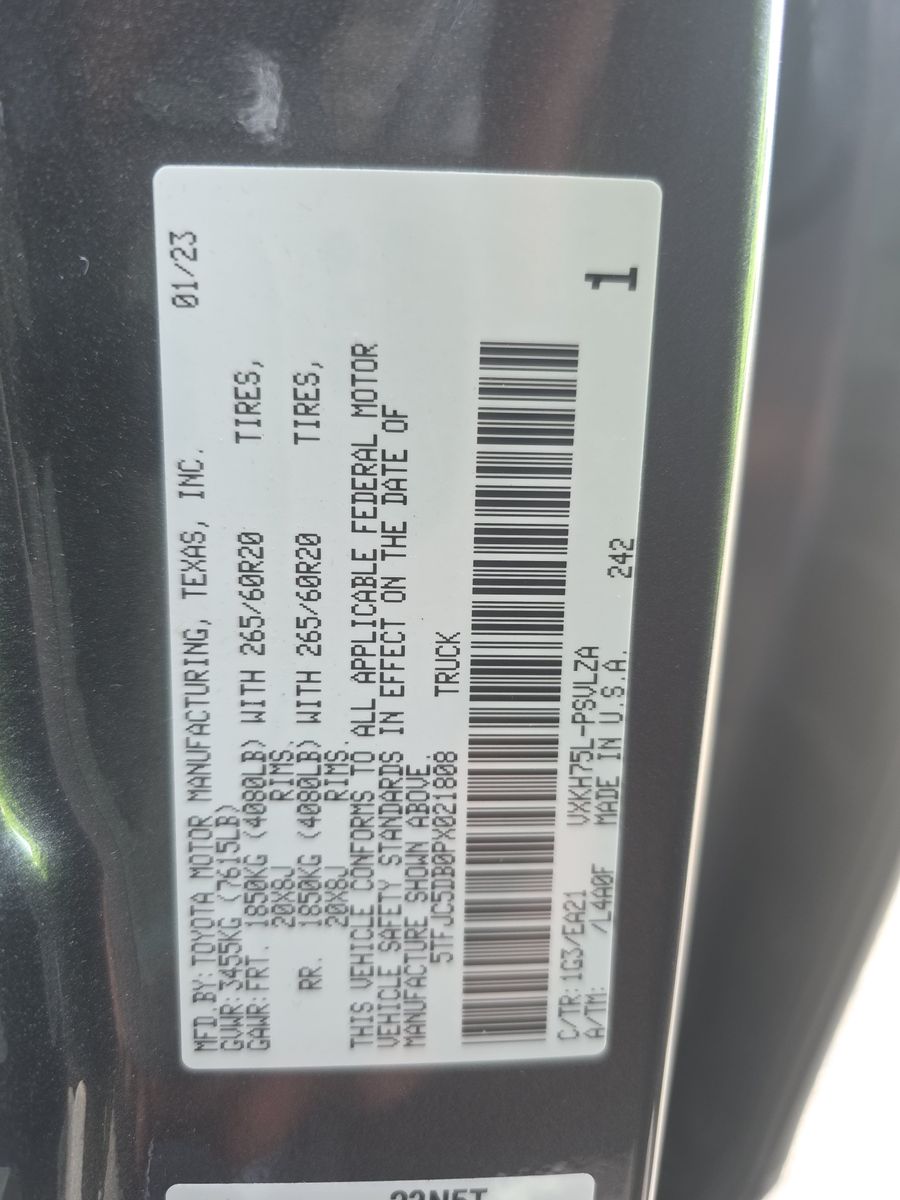 MFD.BY:TOYOTA MOTOR MANUFACTURING, TEXAS, INC. 01/23
GVWR:3455KG (7615LB)
GAWR:FRT. 1850KG (4080LB) WITH 265/60R20 TIRES,
20X8J RIMS.
RR. 1850KG (4080LB) WITH 265/60R20 TIRES,
20X8J RIMS.
THIS VEHICLE CONFORMS TO ALL APPLICABLE FEDERAL MOTOR
VEHICLE SAFETY STANDARDS IN EFFECT ON THE DATE OF
MANUFACTURE SHOWN ABOVE.
5TFJC5DB0PX021808 TRUCK
C/TR: 1G3/EA21 VXKH75L-PSVLZA
A/TM: /L4A0F MADE IN U.S.A. 242
1